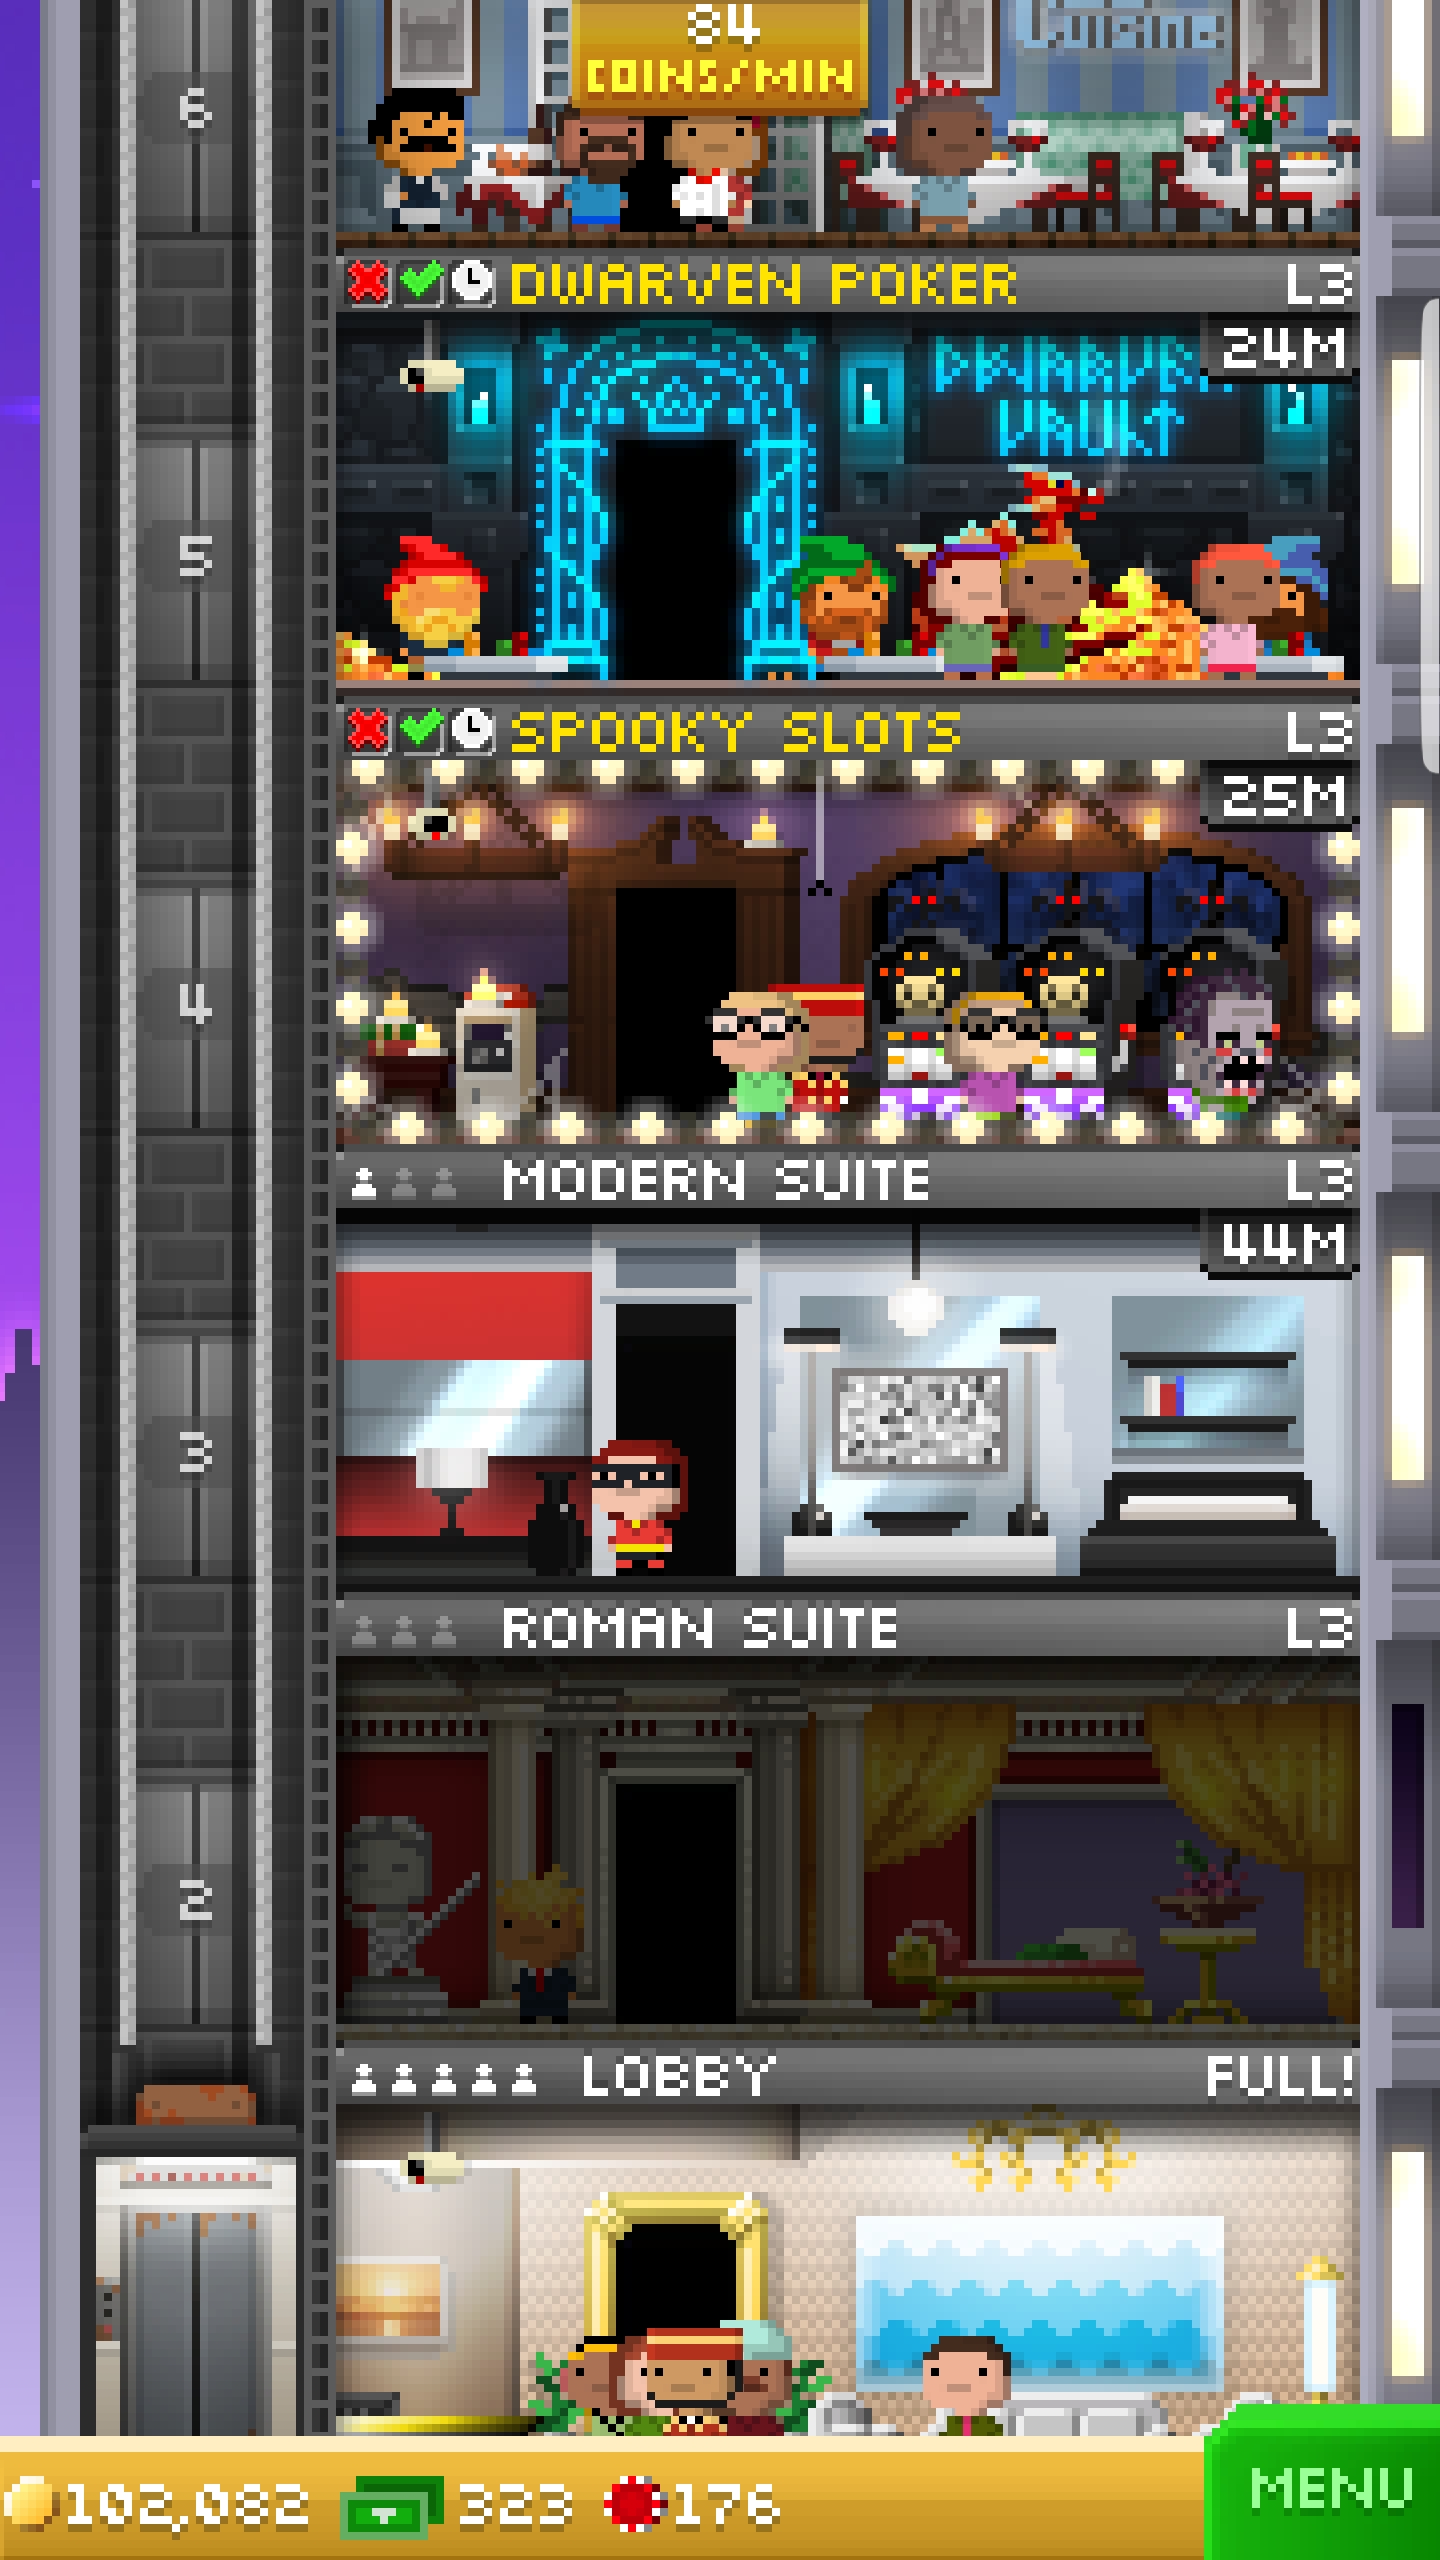 Cuisine
84
COINS/MIN
6
DWARVEN POKER L3
24M
DWARVEN
VAULT
5
SPOOKY SLOTS L3
25M
4
MODERN SUITE L3
44M
3
ROMAN SUITE L3
2
LOBBY FULL!
102,082 323 176
MENU